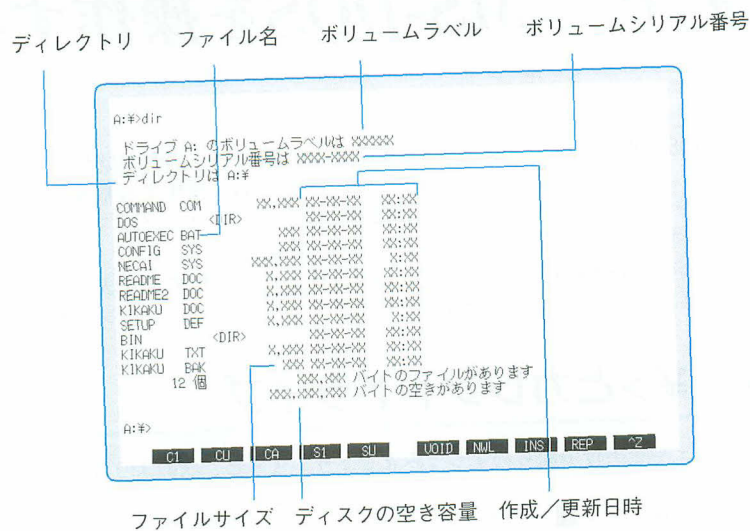 ディレクトリ ファイル名 ボリュームラベル ボリュームシリアル番号
A:¥>dir
ドライブ A: のボリュームラベルは XXXXXX
ボリュームシリアル番号は XXXX-XXXX
ディレクトリは A:¥
COMMAND COM XX,XXX XX-XX-XX XX:XX
DOS <DIR> XX-XX-XX XX:XX
AUTOEXEC BAT XXX XX-XX-XX XX:XX
CONFIG SYS XXX XX-XX-XX XX:XX
NECAI SYS XXX,XXX XX-XX-XX X:XX
README DOC X,XXX XX-XX-XX XX:XX
README2 DOC X,XXX XX-XX-XX XX:XX
KIKAKU DOC X,XXX XX-XX-XX XX:XX
SETUP DEF X,XXX XX-XX-XX X:XX
BIN <DIR> XX-XX-XX XX:XX
KIKAKU TXT X,XXX XX-XX-XX XX:XX
KIKAKU BAK XXX XX-XX-XX XX:XX
12 個 XXX,XXX バイトのファイルがあります
XXX,XXX,XXX バイトの空きがあります
A:¥>
C1 CU CA S1 SU VOID NWL INS REP ^Z
ファイルサイズ ディスクの空き容量 作成／更新日時